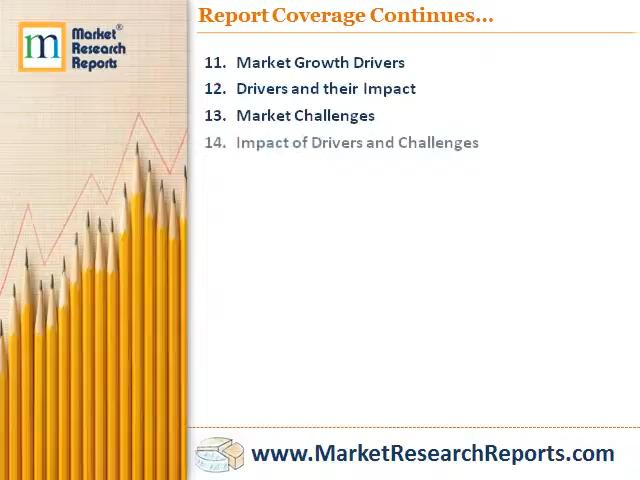 Report Coverage Continues...
m
Market®
Research
Reports
11. Market Growth Drivers
12. Drivers and their Impact
13. Market Challenges
14. Impact of Drivers and Challenges
www.MarketResearchReports.com